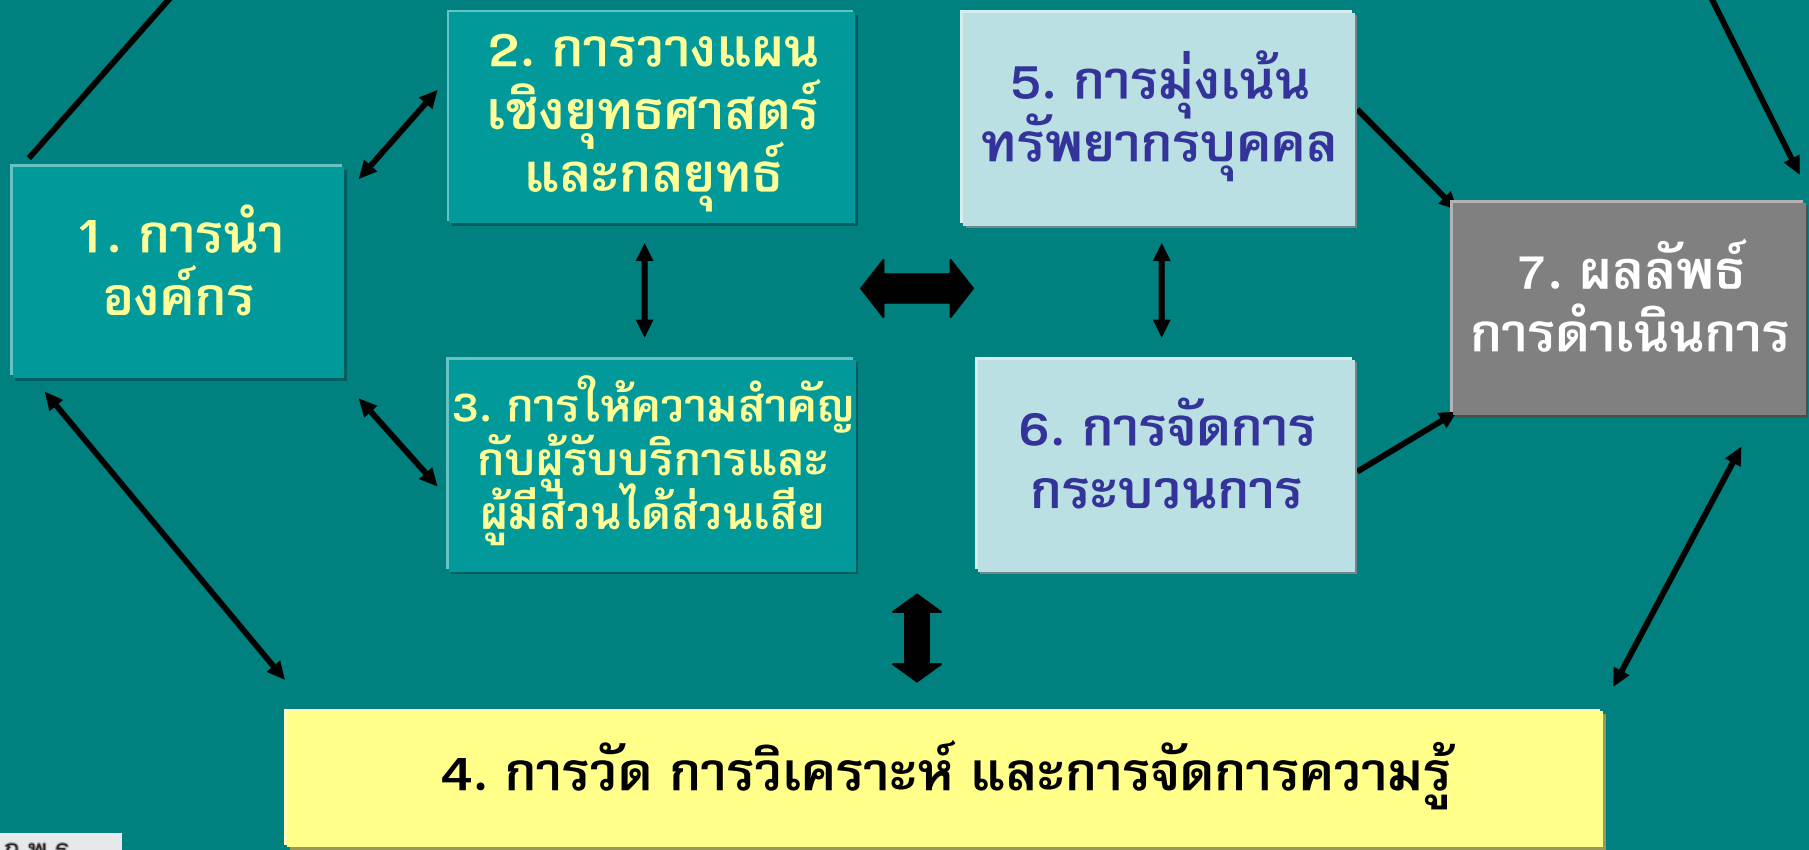 2. การวางแผน
เชิงยุทธศาสตร์
และกลยุทธ์
5. การมุ่งเน้น
ทรัพยากรบุคคล
1. การนำ
องค์กร
7. ผลลัพธ์
การดำเนินการ
3. การให้ความสำคัญ
กับผู้รับบริการและ
ผู้มีส่วนได้ส่วนเสีย
6. การจัดการ
กระบวนการ
4. การวัด การวิเคราะห์ และการจัดการความรู้